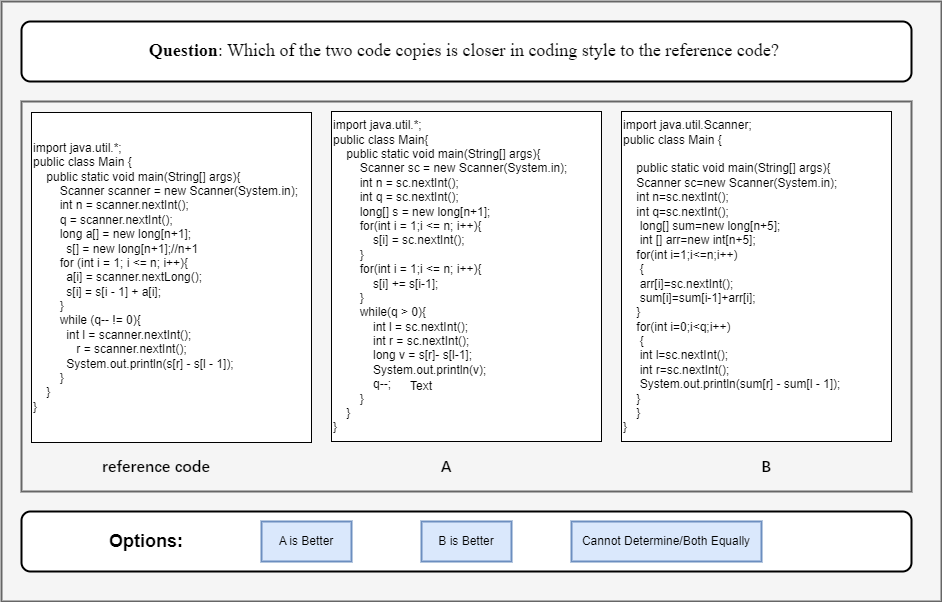 Question: Which of the two code copies is closer in coding style to the reference code?
import java.util.*;
public class Main {
public static void main(String[] args){
Scanner scanner = new Scanner(System.in);
int n = scanner.nextInt();
q = scanner.nextInt();
long a[] = new long[n+1];
s[] = new long[n+1];//n+1
for (int i = 1; i <= n; i++){
a[i] = scanner.nextLong();
s[i] = s[i - 1] + a[i];
}
while (q-- != 0){
int l = scanner.nextInt();
r = scanner.nextInt();
System.out.println(s[r] - s[l - 1]);
}
}
}
reference code
import java.util.*;
public class Main{
public static void main(String[] args){
Scanner sc = new Scanner(System.in);
int n = sc.nextInt();
int q = sc.nextInt();
long[] s = new long[n+1];
for(int i = 1;i <= n; i++){
s[i] = sc.nextInt();
}
for(int i = 1;i <= n; i++){
s[i] += s[i-1];
}
while(q > 0){
int l = sc.nextInt();
int r = sc.nextInt();
long v = s[r]- s[l-1];
System.out.println(v);
q--; Text
}
}
}
A
import java.util.Scanner;
public class Main {
public static void main(String[] args){
Scanner sc=new Scanner(System.in);
int n=sc.nextInt();
int q=sc.nextInt();
long[] sum=new long[n+5];
int [] arr=new int[n+5];
for(int i=1;i<=n;i++)
{
arr[i]=sc.nextInt();
sum[i]=sum[i-1]+arr[i];
}
for(int i=0;i<q;i++)
{
int l=sc.nextInt();
int r=sc.nextInt();
System.out.println(sum[r] - sum[l - 1]);
}
}
}
B
Options:
A is Better
B is Better
Cannot Determine/Both Equally